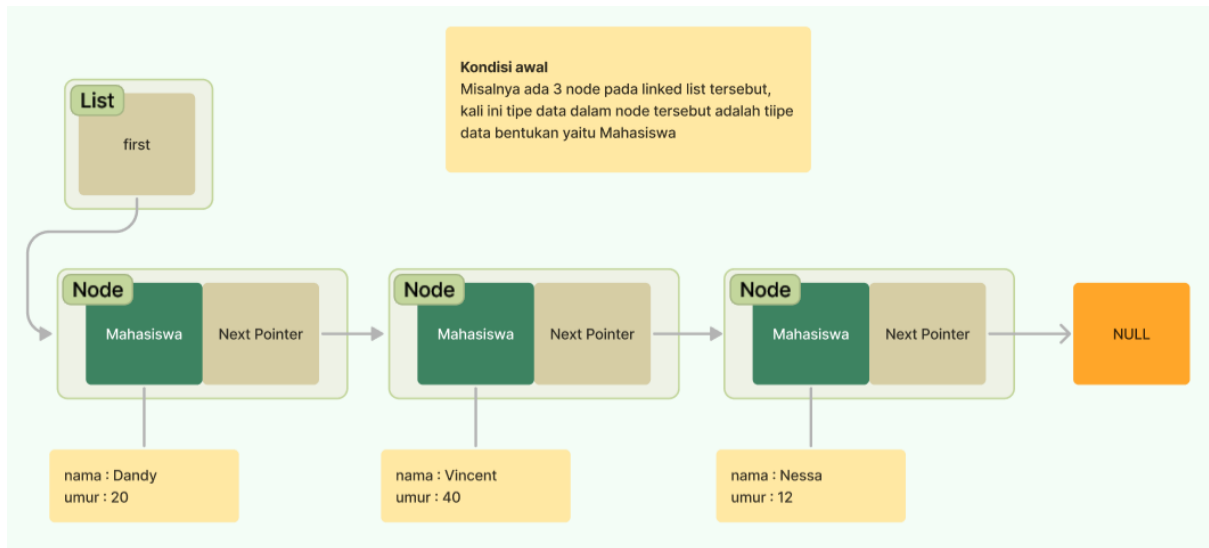 Kondisi awal
Misalnya ada 3 node pada linked list tersebut,
kali ini tipe data dalam node tersebut adalah tiipe
data bentukan yaitu Mahasiswa
List
first
Node
Mahasiswa
Next Pointer
Node
Mahasiswa
Next Pointer
Node
Mahasiswa
Next Pointer
NULL
nama : Dandy
umur : 20
nama : Vincent
umur : 40
nama : Nessa
umur : 12